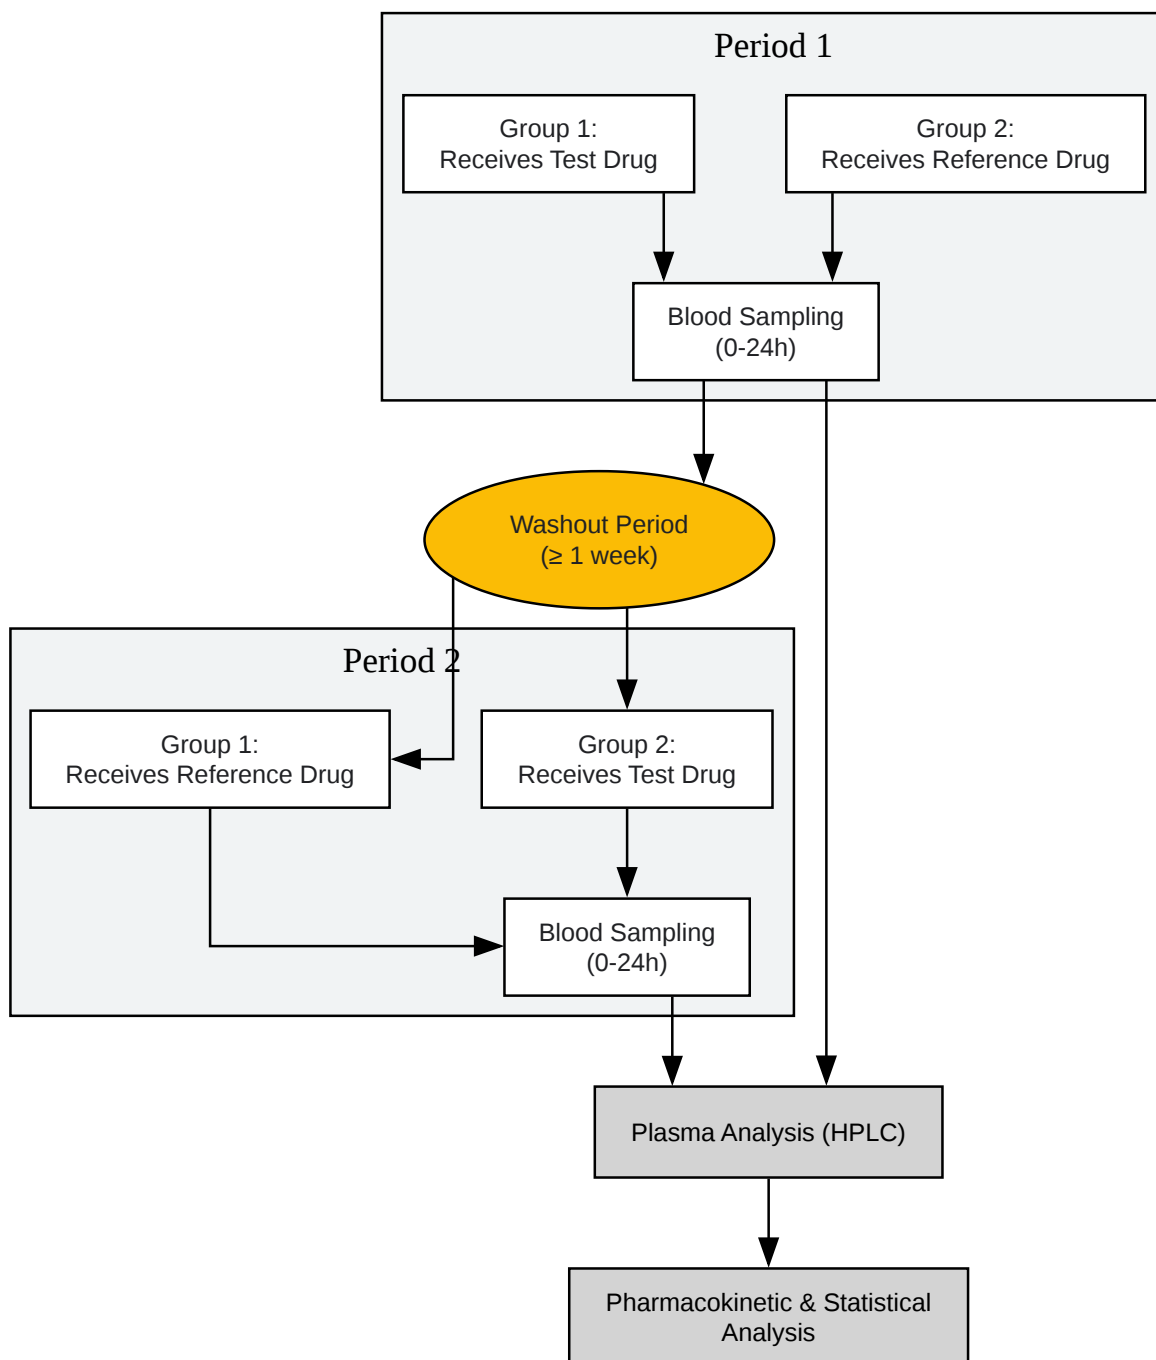 Period 1
Group 1:
Receives Test Drug
Group 2:
Receives Reference Drug
Blood Sampling
(0-24h)
Washout Period
(≥ 1 week)
Period 2
Group 1:
Receives Reference Drug
Group 2:
Receives Test Drug
Blood Sampling
(0-24h)
Plasma Analysis (HPLC)
Pharmacokinetic & Statistical
Analysis